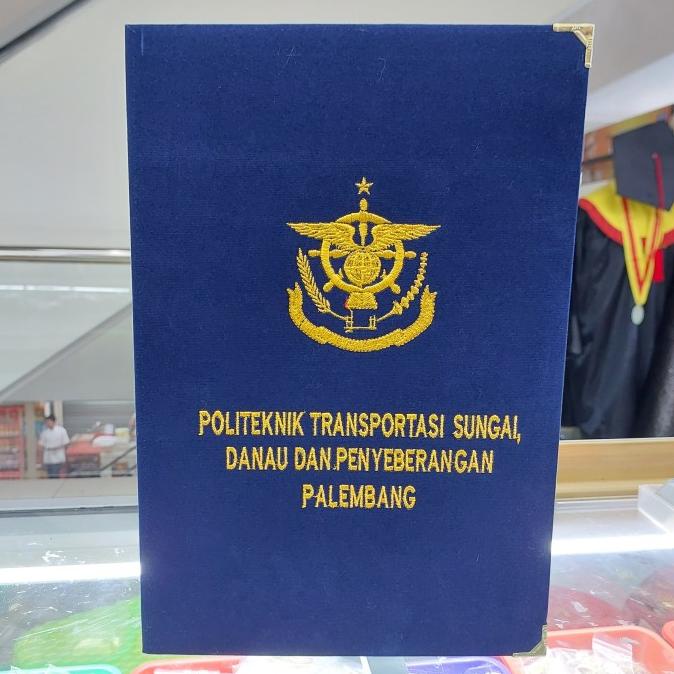 POLITEKNIK TRANSPORTASI SUNGAI,
DANAU DAN PENYEBERANGAN
PALEMBANG